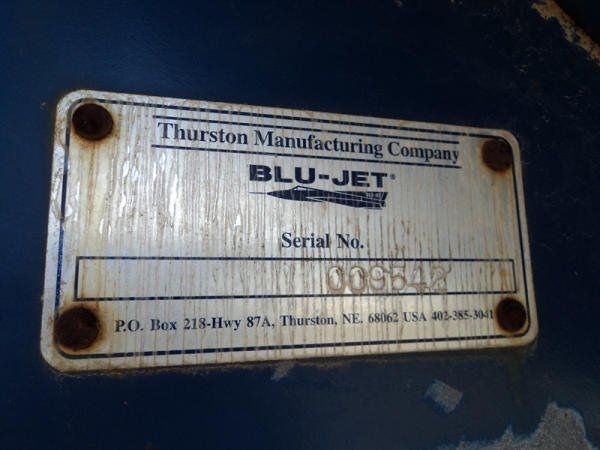 Thurston Manufacturing Company
BLU-JET®
Serial No.
009542
P.O. Box 218-Hwy 87A, Thurston, NE. 68062 USA 402-385-3041